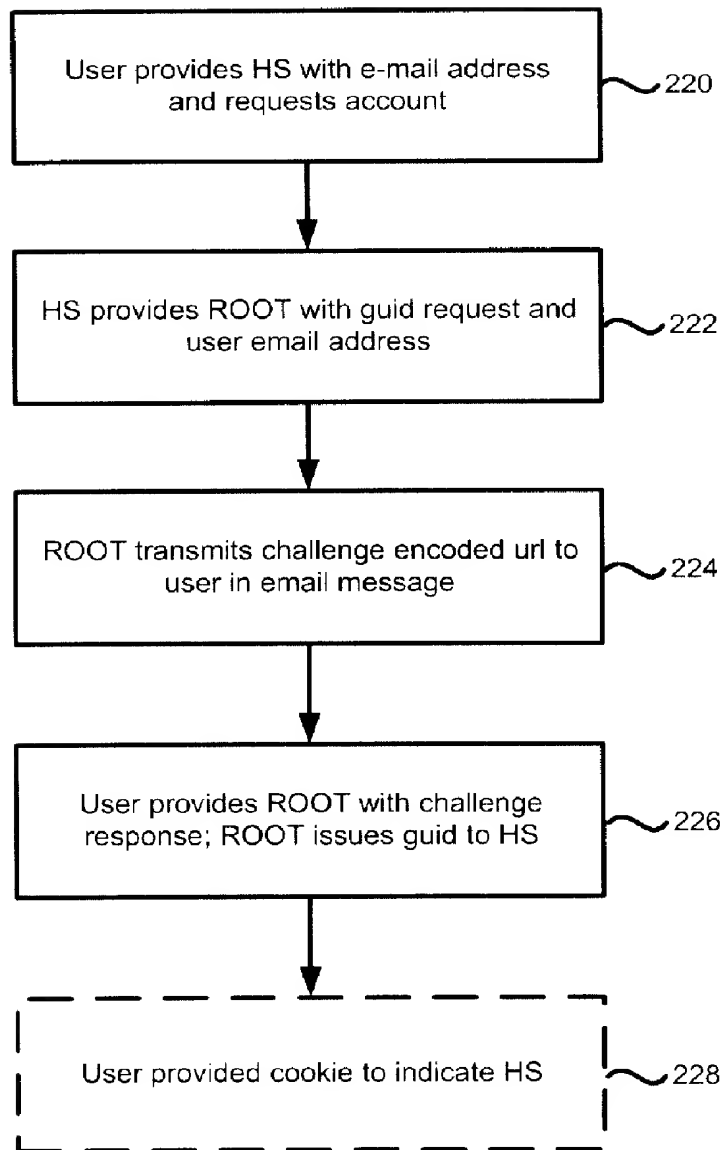 User provides HS with e-mail address
and requests account
220
HS provides ROOT with guid request and
user email address
222
ROOT transmits challenge encoded url to
user in email message
224
User provides ROOT with challenge
response; ROOT issues guid to HS
226
User provided cookie to indicate HS
228